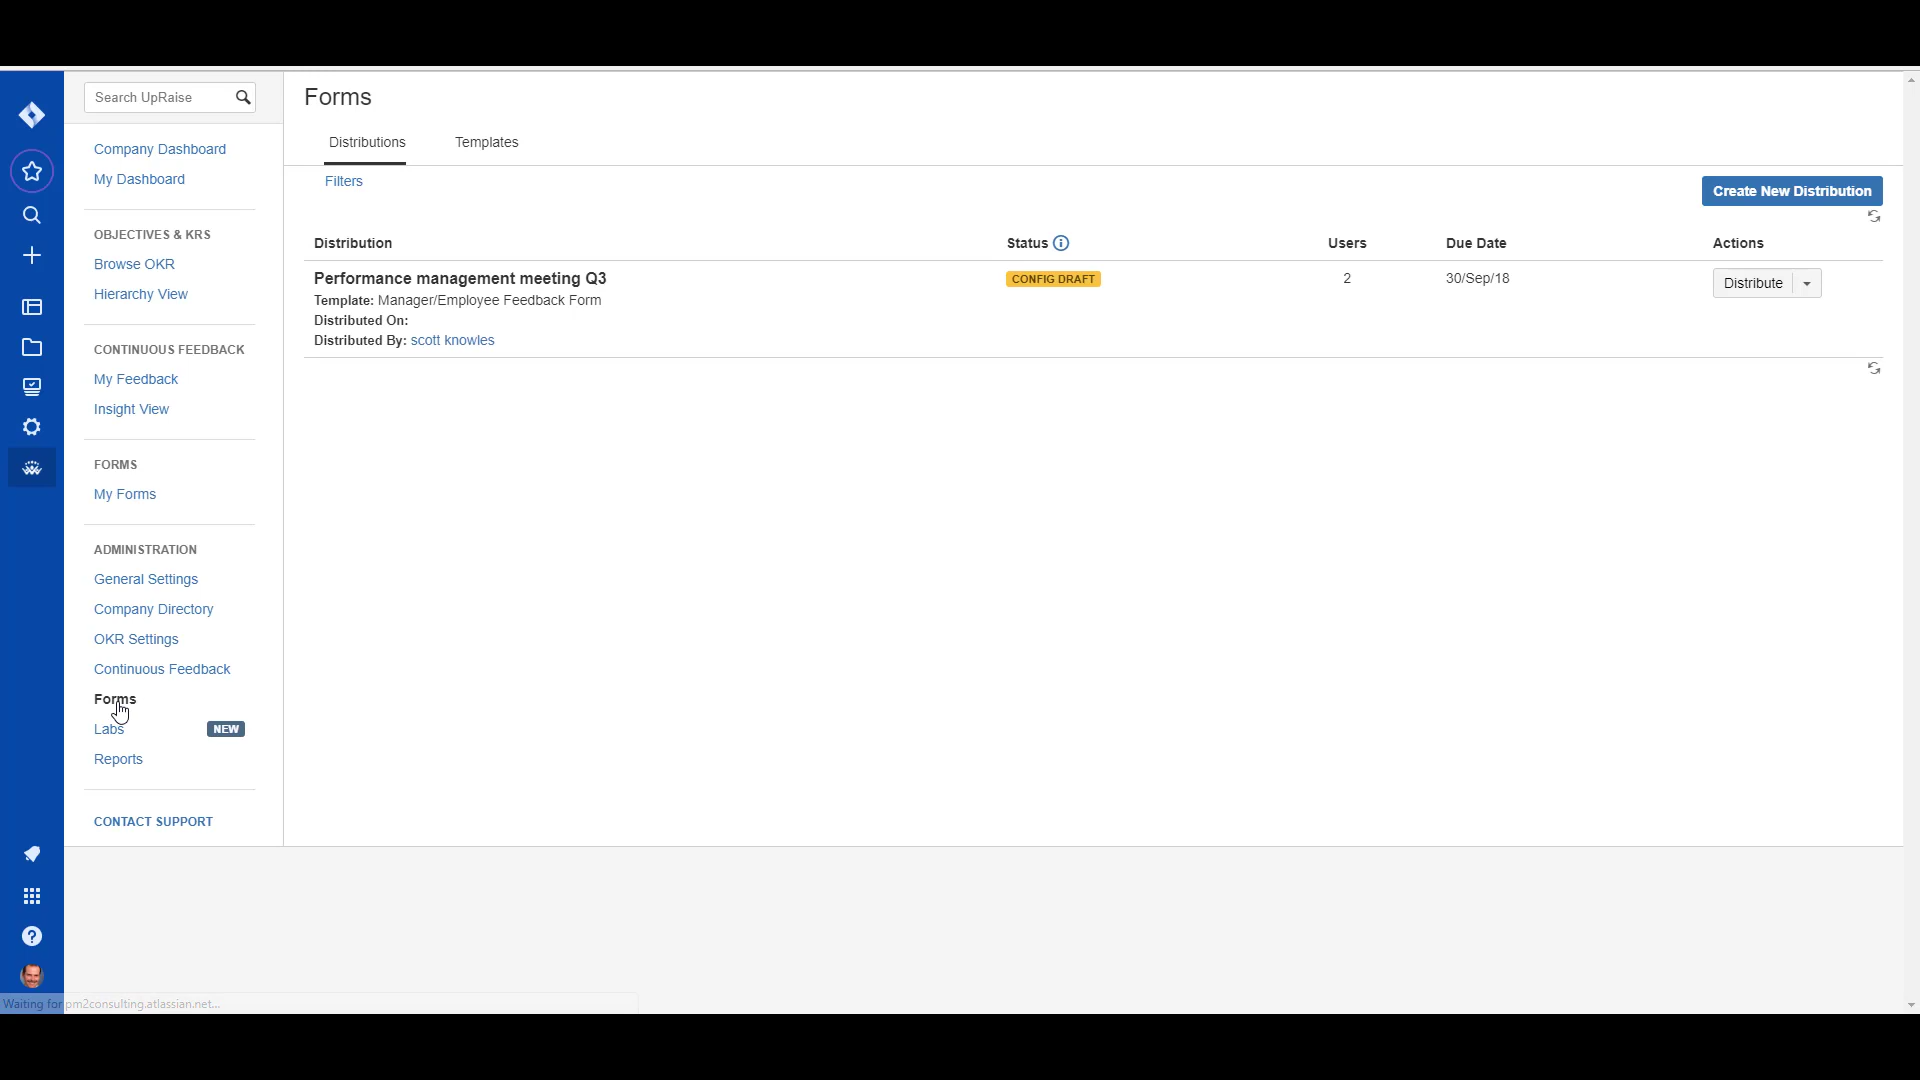 Search UpRaise
Company Dashboard
My Dashboard
OBJECTIVES & KRS
Browse OKR
Hierarchy View
CONTINUOUS FEEDBACK
My Feedback
Insight View
FORMS
My Forms
ADMINISTRATION
General Settings
Company Directory
OKR Settings
Continuous Feedback
Forms
Labs NEW
Reports
CONTACT SUPPORT
Forms
Distributions Templates
Filters
Create New Distribution
Distribution Status Users Due Date Actions
Performance management meeting Q3 CONFIG DRAFT 2 30/Sep/18 Distribute
Template: Manager/Employee Feedback Form
Distributed On:
Distributed By: scott knowles
Waiting for pm2consulting.atlassian.net...